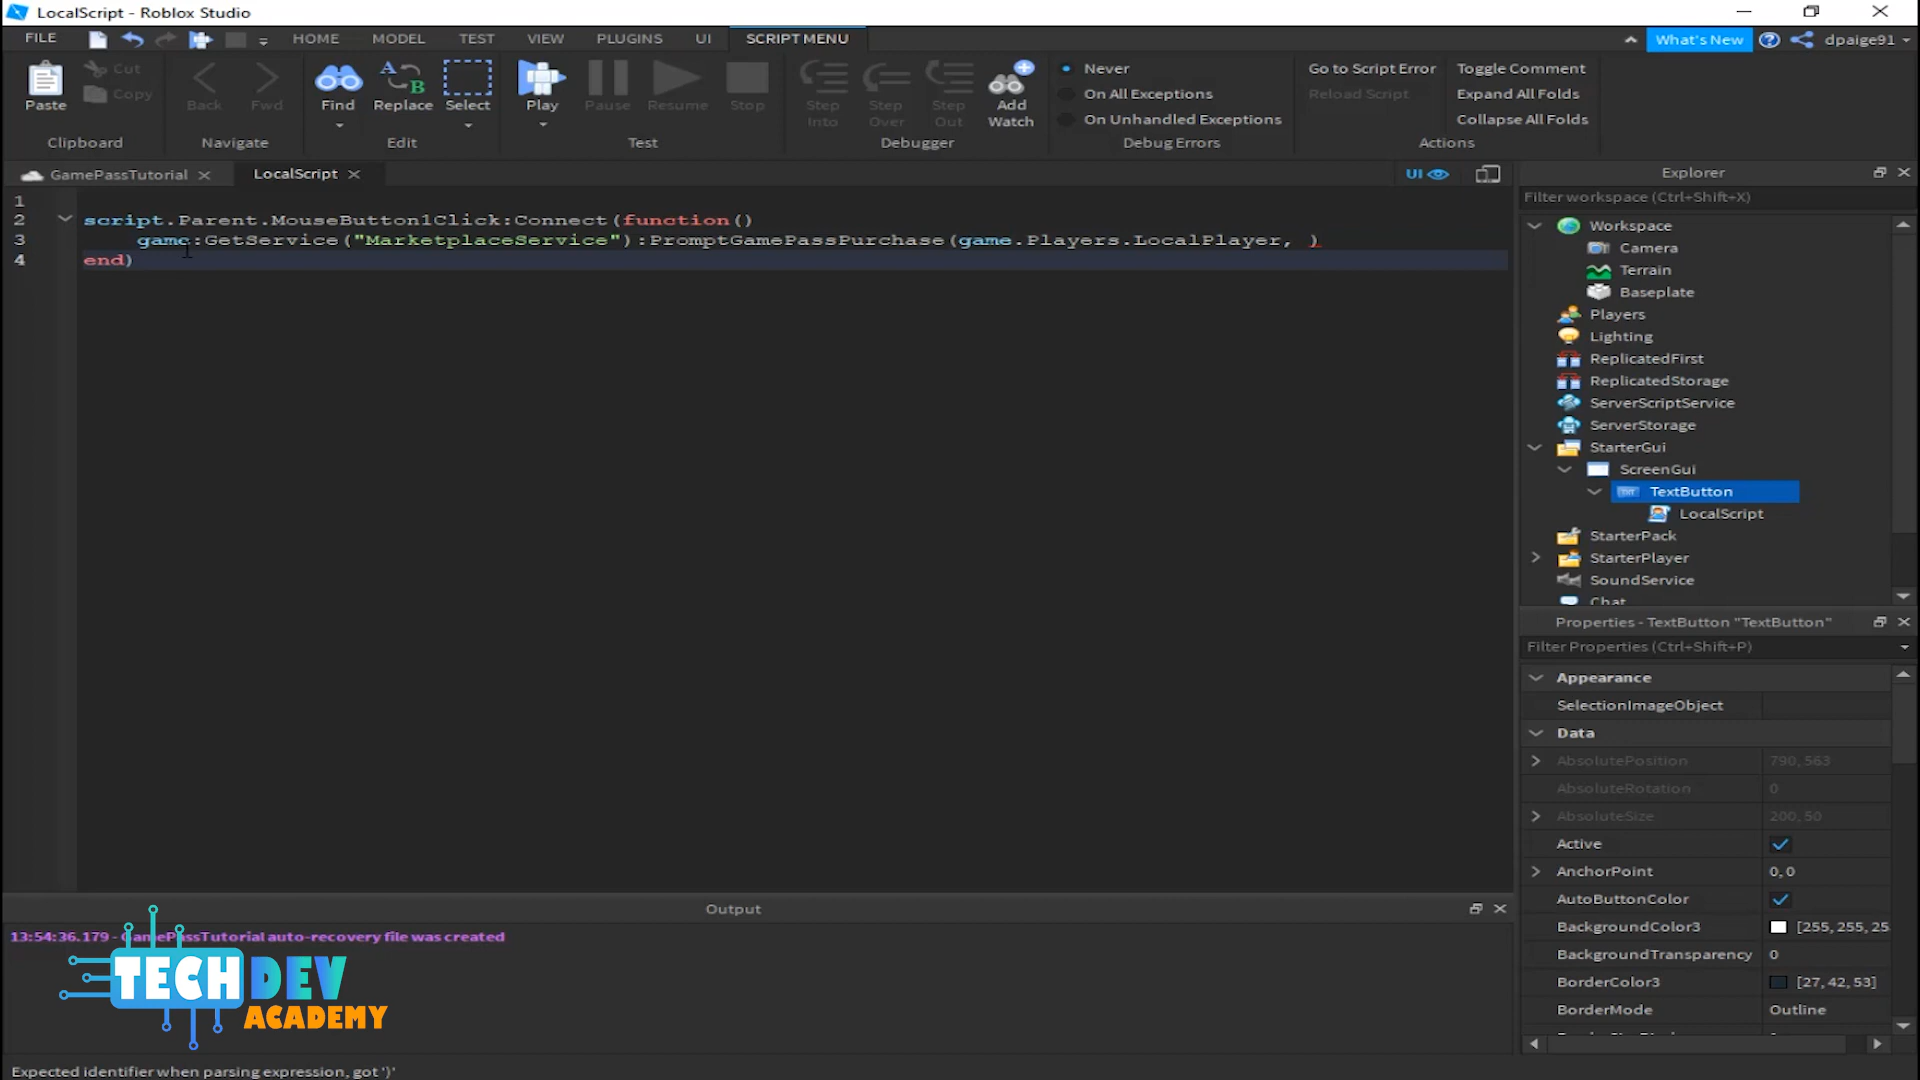 LocalScript - Roblox Studio
FILE HOME MODEL TEST VIEW PLUGINS UI SCRIPT MENU What's New dpaige91
Paste Cut Copy Back Fwd Find Replace Select Play Pause Resume Stop Step Into Step Over Step Out Add Watch
Never
On All Exceptions
On Unhandled Exceptions
Go to Script Error
Reload Script
Toggle Comment
Expand All Folds
Collapse All Folds
Clipboard Navigate Edit Test Debugger Debug Errors Actions
GamePassTutorial LocalScript UI
1
2 script.Parent.MouseButton1Click:Connect(function()
3 game:GetService("MarketplaceService"):PromptGamePassPurchase(game.Players.LocalPlayer, )
4 end)
Explorer
Filter workspace (Ctrl+Shift+X)
Workspace
Camera
Terrain
Baseplate
Players
Lighting
ReplicatedFirst
ReplicatedStorage
ServerScriptService
ServerStorage
StarterGui
ScreenGui
TextButton
LocalScript
StarterPack
StarterPlayer
SoundService
Chat
Properties - TextButton "TextButton"
Filter Properties (Ctrl+Shift+P)
Appearance
SelectionImageObject
Data
AbsolutePosition 790, 563
AbsoluteRotation 0
AbsoluteSize 200, 50
Active
AnchorPoint 0, 0
AutoButtonColor
BackgroundColor3 [255, 255, 25
BackgroundTransparency 0
BorderColor3 [27, 42, 53]
BorderMode Outline
Output
13:54:36.179 - GamePassTutorial auto-recovery file was created
TECH DEV
ACADEMY
Expected identifier when parsing expression, got ')'